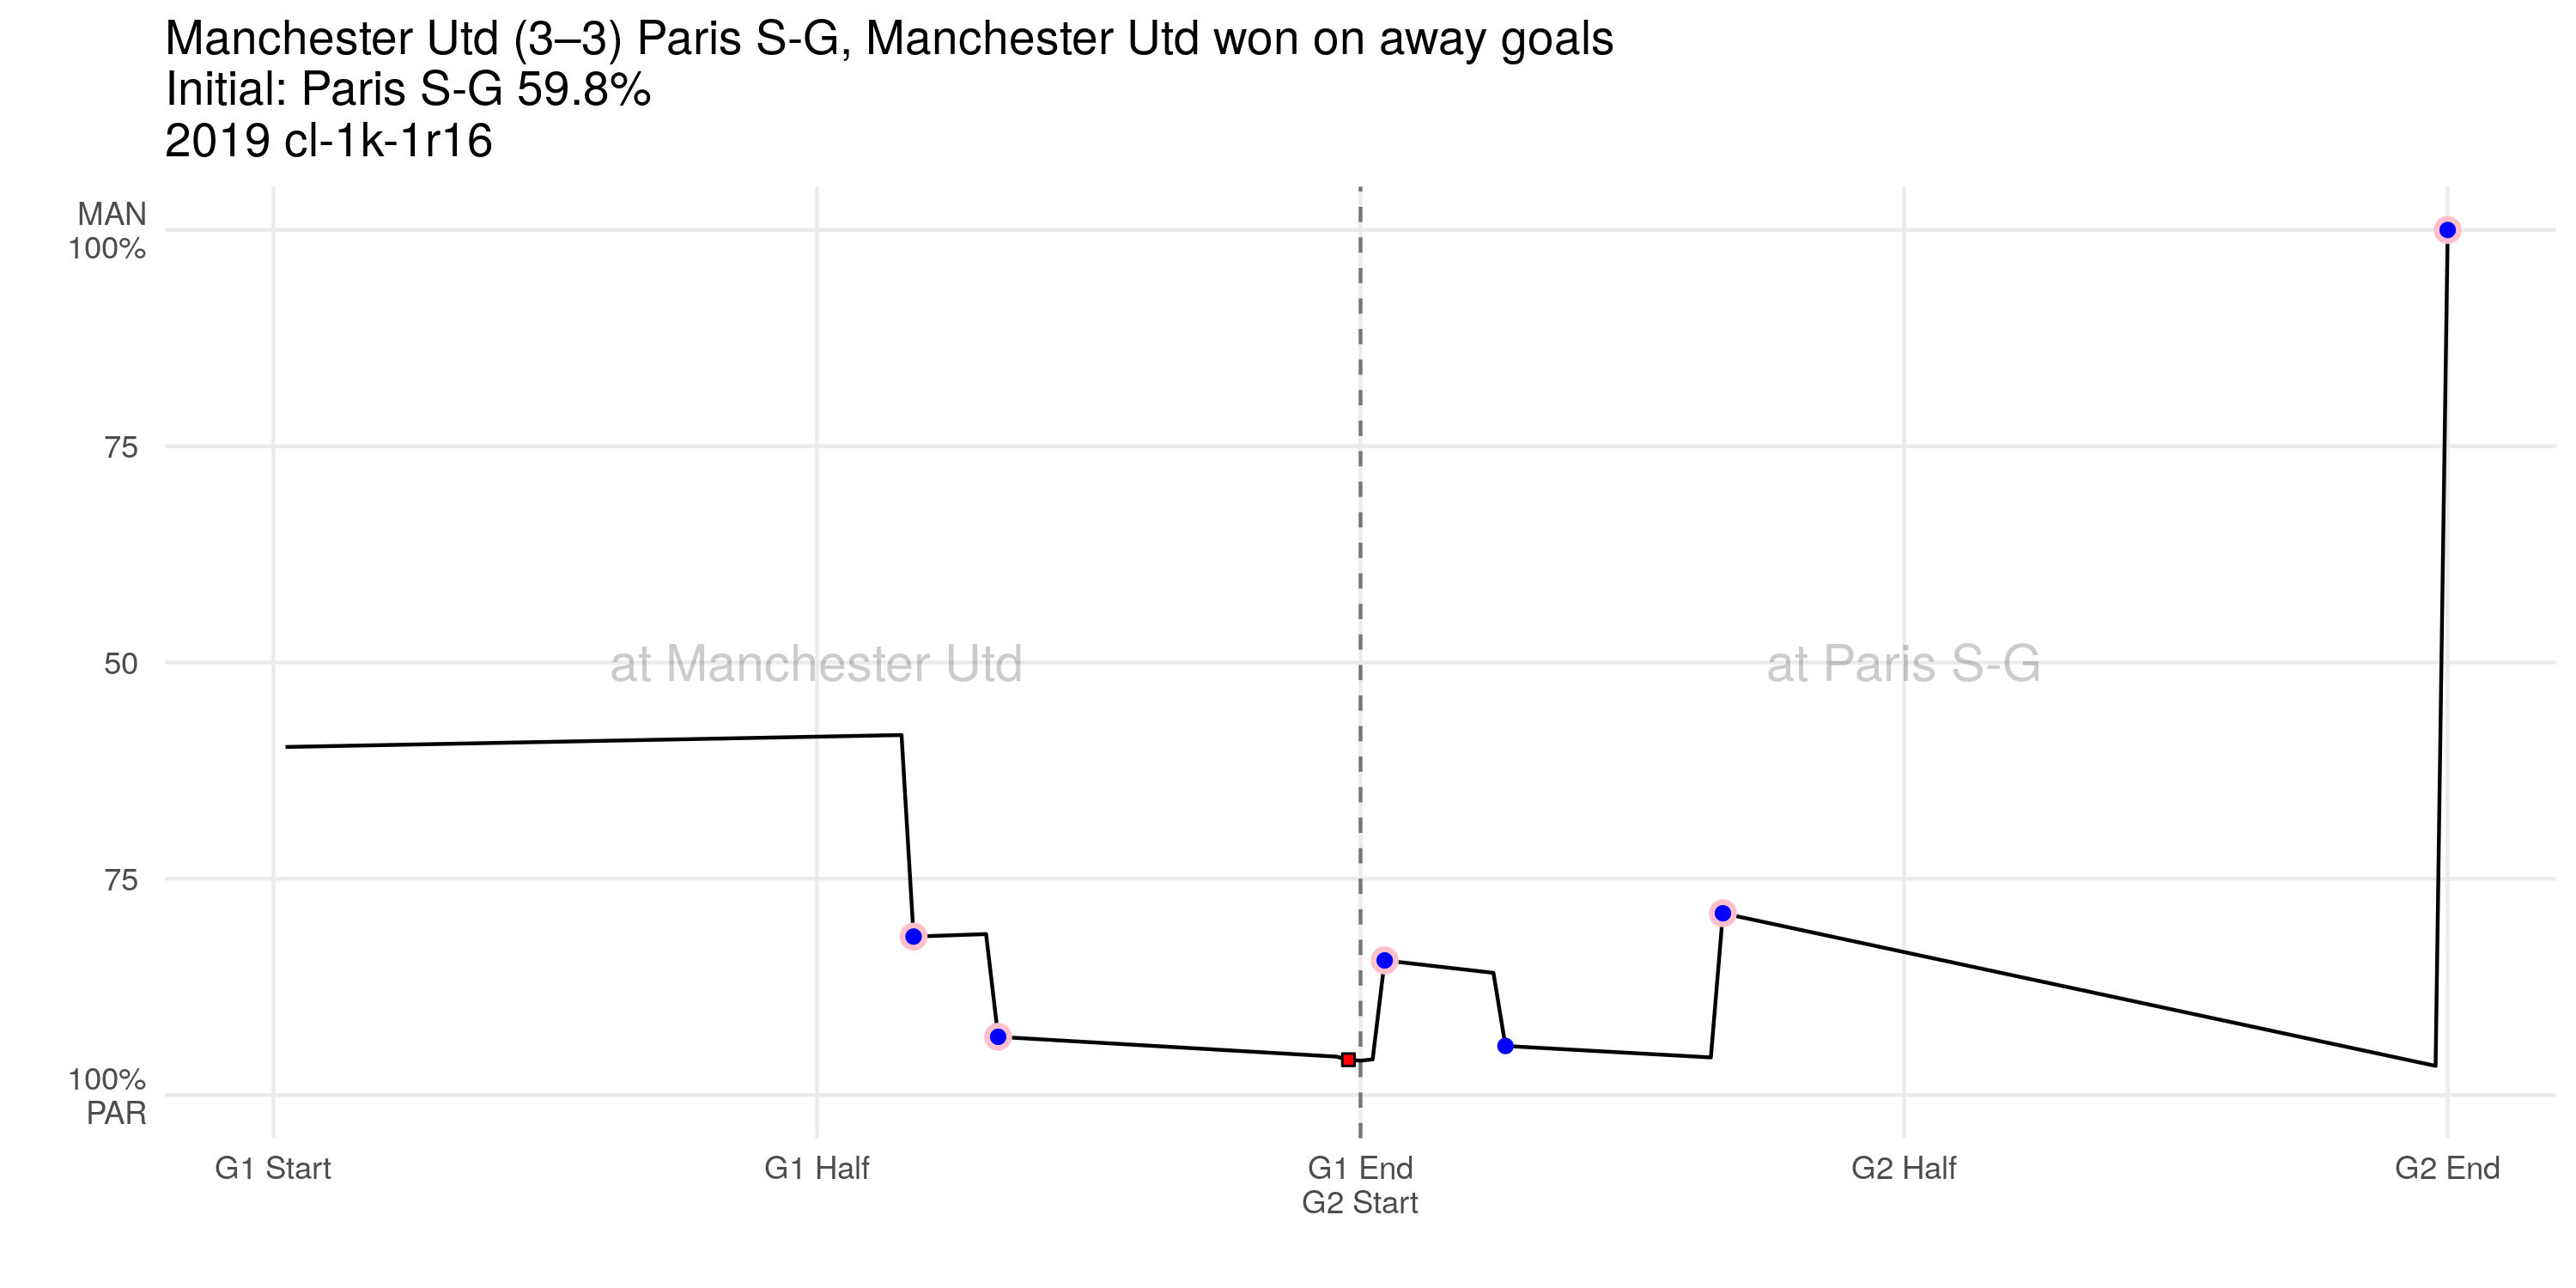 Manchester Utd (3–3) Paris S-G, Manchester Utd won on away goals
Initial: Paris S-G 59.8%
2019 cl-1k-1r16
MAN
100%
75
50
75
100%
PAR
at Manchester Utd
at Paris S-G
G1 Start
G1 Half
G1 End
G2 Start
G2 Half
G2 End